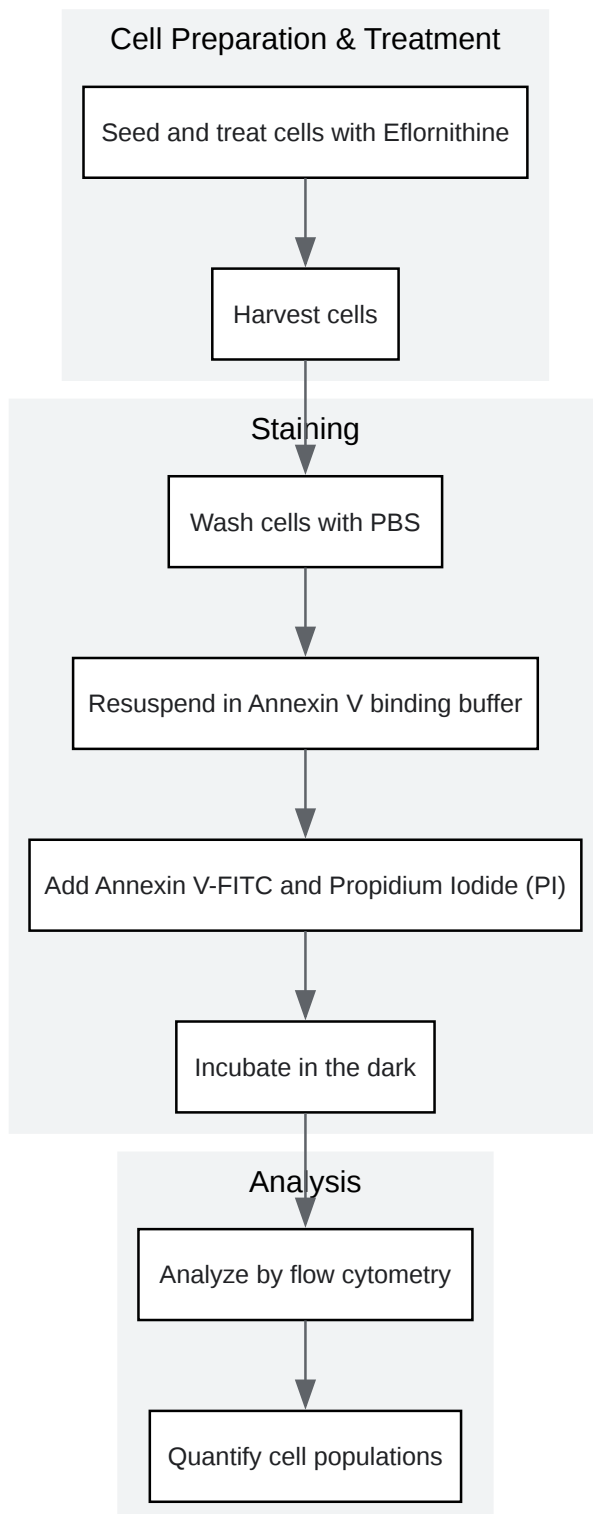 Cell Preparation & Treatment
Seed and treat cells with Eflornithine
Harvest cells
Staining
Wash cells with PBS
Resuspend in Annexin V binding buffer
Add Annexin V-FITC and Propidium Iodide (PI)
Incubate in the dark
Analysis
Analyze by flow cytometry
Quantify cell populations